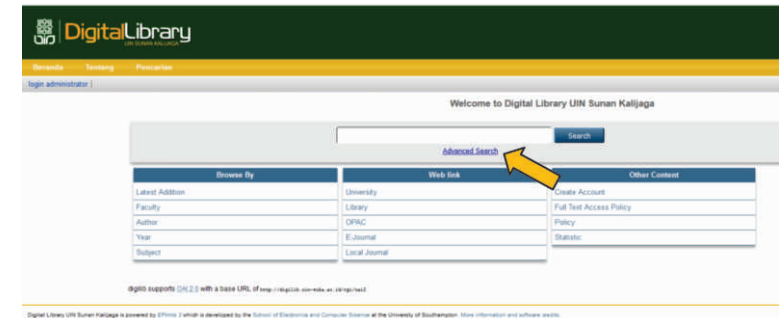 DigitalLibrary
UIN SUNAN KALIJAGA
Beranda Tentang Pencarian
login administrator |
Welcome to Digital Library UIN Sunan Kalijaga
Search
Advanced Search
Browse By Web link Other Content
Latest Addition University Create Account
Faculty Library Full Text Access Policy
Author OPAC Policy
Year E-Journal Statistic
Subject Local Journal
digilib supports OAI 2.0 with a base URL of
Digital Library UIN Sunan Kalijaga is powered by EPrints 3 which is developed by the School of Electronics and Computer Science at the University of Southampton. More information and software credits.